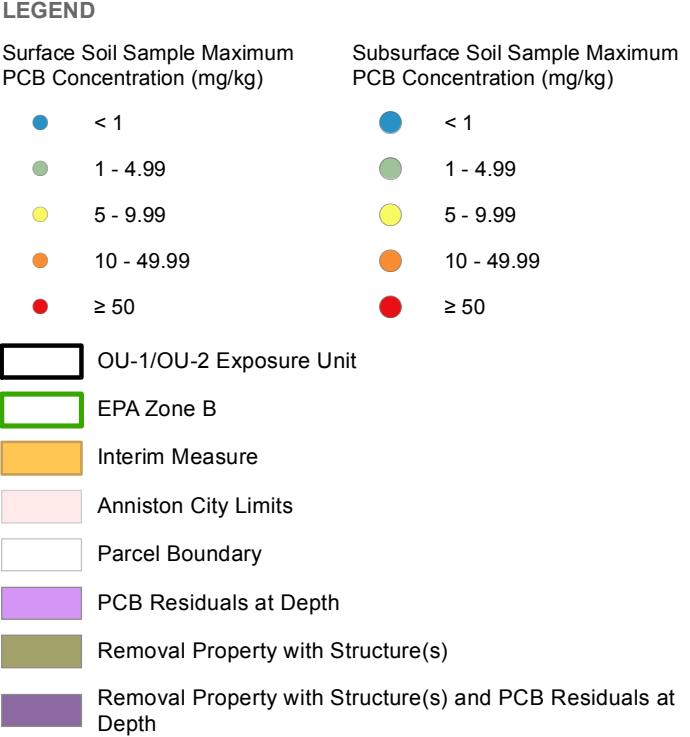 LEGEND
Surface Soil Sample Maximum
PCB Concentration (mg/kg)
< 1
1 - 4.99
5 - 9.99
10 - 49.99
≥ 50
Subsurface Soil Sample Maximum
PCB Concentration (mg/kg)
< 1
1 - 4.99
5 - 9.99
10 - 49.99
≥ 50
OU-1/OU-2 Exposure Unit
EPA Zone B
Interim Measure
Anniston City Limits
Parcel Boundary
PCB Residuals at Depth
Removal Property with Structure(s)
Removal Property with Structure(s) and PCB Residuals at
Depth